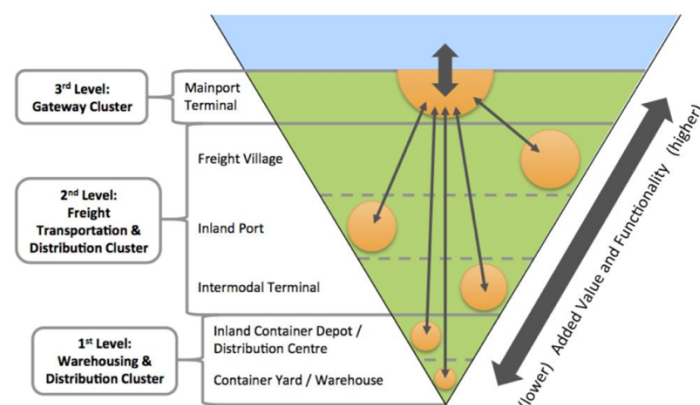 3rd Level:
Gateway Cluster
Mainport
Terminal
2nd Level:
Freight
Transportation &
Distribution Cluster
Freight Village
Inland Port
Intermodal Terminal
1st Level:
Warehousing &
Distribution Cluster
Inland Container Depot /
Distribution Centre
Container Yard / Warehouse
(lower) Added Value and Functionality (higher)